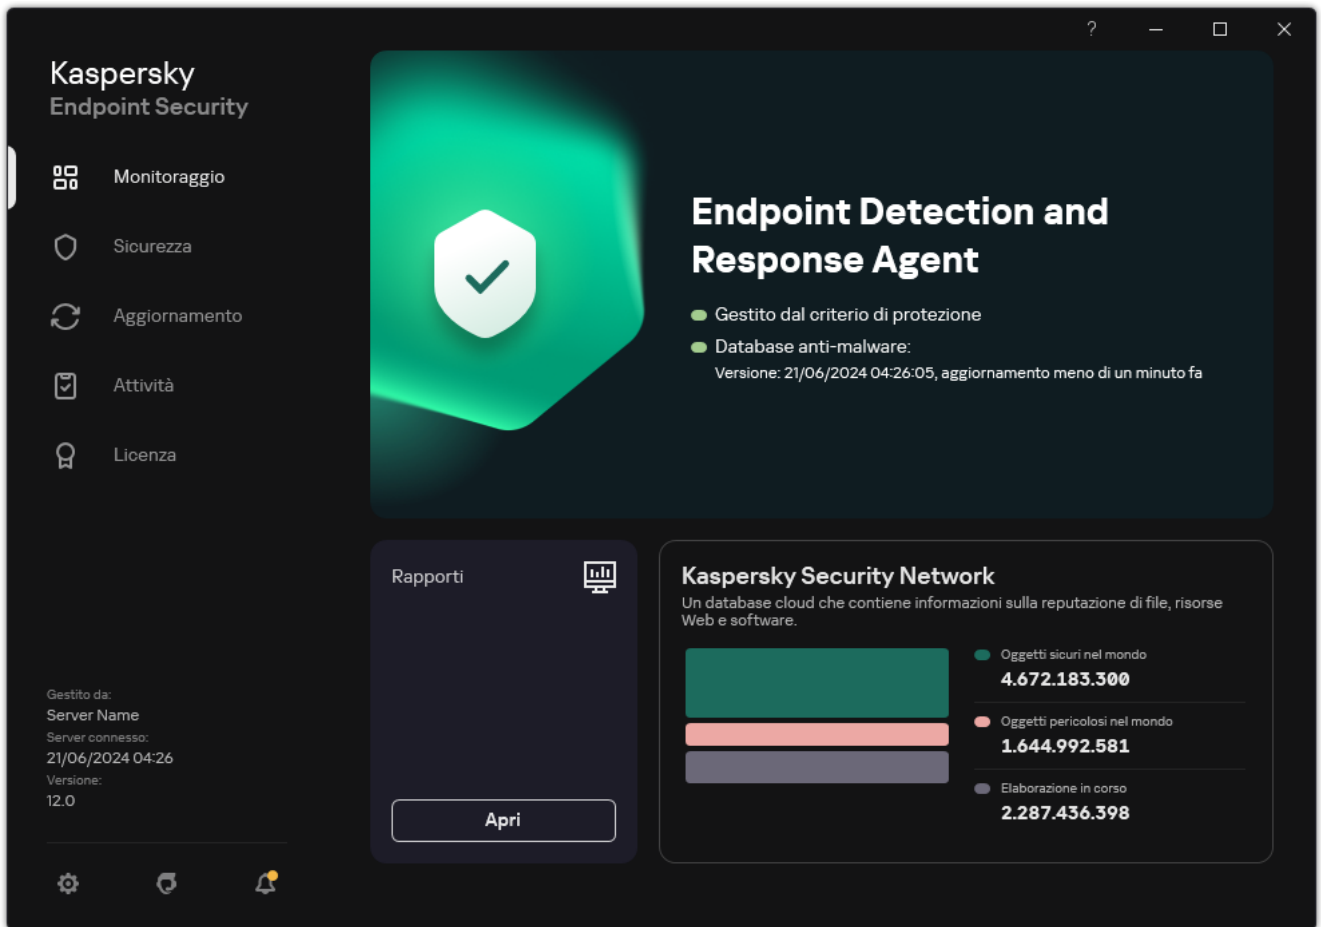 ?
Kaspersky
Endpoint Security
Monitoraggio
Sicurezza
Aggiornamento
Attività
Licenza
Gestito da:
Server Name
Server connesso:
21/06/2024 04:26
Versione:
12.0
Endpoint Detection and
Response Agent
Gestito dal criterio di protezione
Database anti-malware:
Versione: 21/06/2024 04:26:05, aggiornamento meno di un minuto fa
Rapporti
Apri
Kaspersky Security Network
Un database cloud che contiene informazioni sulla reputazione di file, risorse
Web e software.
Oggetti sicuri nel mondo
4.672.183.300
Oggetti pericolosi nel mondo
1.644.992.581
Elaborazione in corso
2.287.436.398